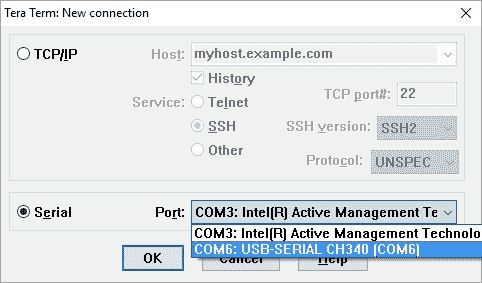 Tera Term: New connection
TCP/IP
Host: myhost.example.com
History
Service: Telnet
TCP port#: 22
SSH
SSH version: SSH2
Other
Protocol: UNSPEC
Serial
Port: COM3: Intel(R) Active Management Te
COM3: Intel(R) Active Management Technolo
COM6: USB-SERIAL CH340 (COM6)
OK Cancel Help